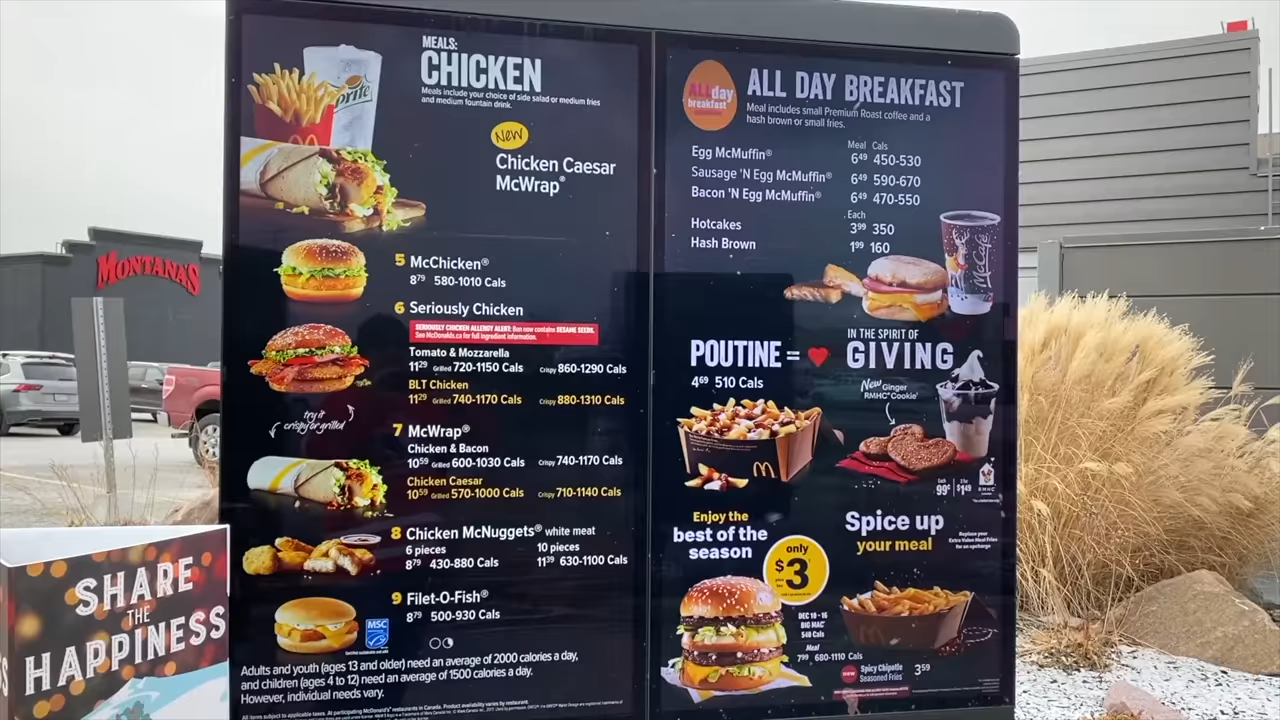 MEALS:
CHICKEN
Meals include your choice of side salad or medium fries
and medium fountain drink.
Sprite
New
Chicken Caesar
McWrap®
5 McChicken®
8⁷⁹ 580-1010 Cals
6 Seriously Chicken
SERIOUSLY CHICKEN ALLERGY ALERT: Bun now contains SESAME SEEDS.
See McDonalds.ca for full ingredient information.
Tomato & Mozzarella
11²⁹ Grilled 720-1150 Cals Crispy 860-1290 Cals
BLT Chicken
11²⁹ Grilled 740-1170 Cals Crispy 880-1310 Cals
try it
crispy or grilled
7 McWrap®
Chicken & Bacon
10⁵⁹ Grilled 600-1030 Cals Crispy 740-1170 Cals
Chicken Caesar
10⁵⁹ Grilled 570-1000 Cals Crispy 710-1140 Cals
8 Chicken McNuggets® white meat
6 pieces 10 pieces
8⁷⁹ 430-880 Cals 11³⁹ 630-1100 Cals
9 Filet-O-Fish®
8⁷⁹ 500-930 Cals
MSC
Adults and youth (ages 13 and older) need an average of 2000 calories a day,
and children (ages 4 to 12) need an average of 1500 calories a day.
However, individual needs vary.
All items subject to applicable taxes. At participating McDonald's restaurants in Canada. Product availability varies by restaurant.
ALL day
breakfast
ALL DAY BREAKFAST
Meal includes small Premium Roast coffee and a
hash brown or small fries.
Meal Cals
Egg McMuffin® 6⁴⁹ 450-530
Sausage 'N Egg McMuffin® 6⁴⁹ 590-670
Bacon 'N Egg McMuffin® 6⁴⁹ 470-550
Each
Hotcakes 3⁹⁹ 350
Hash Brown 1⁹⁹ 160
McCafé
POUTINE =
4⁶⁹ 510 Cals
IN THE SPIRIT OF
GIVING
New Ginger
RMHC® Cookie
Each 99¢
2 for $1⁴⁹
RMHC
Enjoy the
best of the
season
only
$3
DEC 10 - 16
BIG MAC®
540 Cals
Meal
7⁹⁹ 680-1110 Cals
Spice up
your meal
Replace your
Extra Value Meal Fries
for an upcharge
new
Spicy Chipotle
Seasoned Fries 3⁵⁹
MONTANA'S
SHARE
THE
HAPPINESS